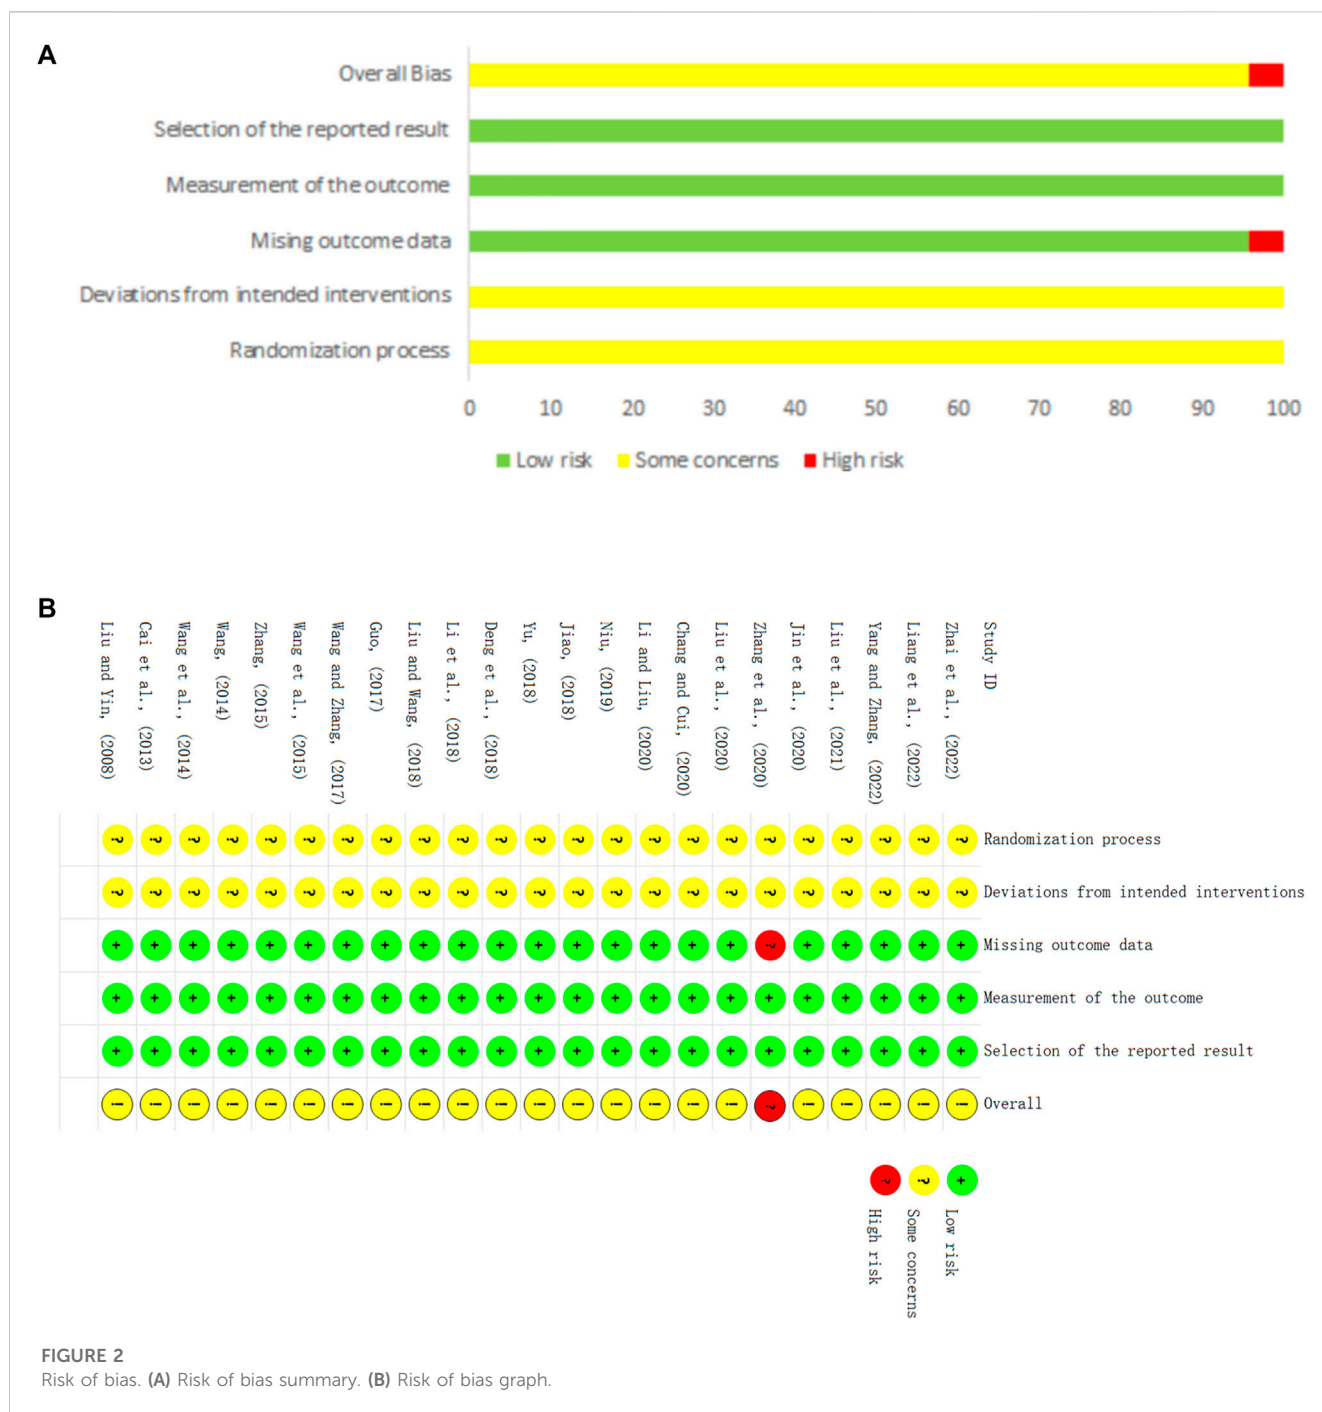 A
Overall Bias
Selection of the reported result
Measurement of the outcome
Mising outcome data
Deviations from intended interventions
Randomization process
0 10 20 30 40 50 60 70 80 90 100
Low risk Some concerns High risk
B
Study ID
Zhai et al., (2022)
Liang et al., (2022)
Yang and Zhang, (2022)
Liu et al., (2021)
Jin et al., (2020)
Zhang et al., (2020)
Liu et al., (2020)
Chang and Cui, (2020)
Li and Liu, (2020)
Niu, (2019)
Jiao, (2018)
Yu, (2018)
Deng et al., (2018)
Li et al., (2018)
Liu and Wang, (2018)
Guo, (2017)
Wang and Zhang, (2017)
Wang et al., (2015)
Zhang, (2015)
Wang, (2014)
Wang et al., (2014)
Cai et al., (2013)
Liu and Yin, (2008)
? ? ? ? ? ? ? ? ? ? ? ? ? ? ? ? ? ? ? ? ? ? ? Randomization process
? ? ? ? ? ? ? ? ? ? ? ? ? ? ? ? ? ? ? ? ? ? ? Deviations from intended interventions
+ + + + + + + + + + + + + + + + + ? + + + + + Missing outcome data
+ + + + + + + + + + + + + + + + + + + + + + + Measurement of the outcome
+ + + + + + + + + + + + + + + + + + + + + + + Selection of the reported result
! ! ! ! ! ! ! ! ! ! ! ! ! ! ! ! ! ? ! ! ! ! ! Overall
+ Low risk
? Some concerns
? High risk
FIGURE 2
Risk of bias. (A) Risk of bias summary. (B) Risk of bias graph.